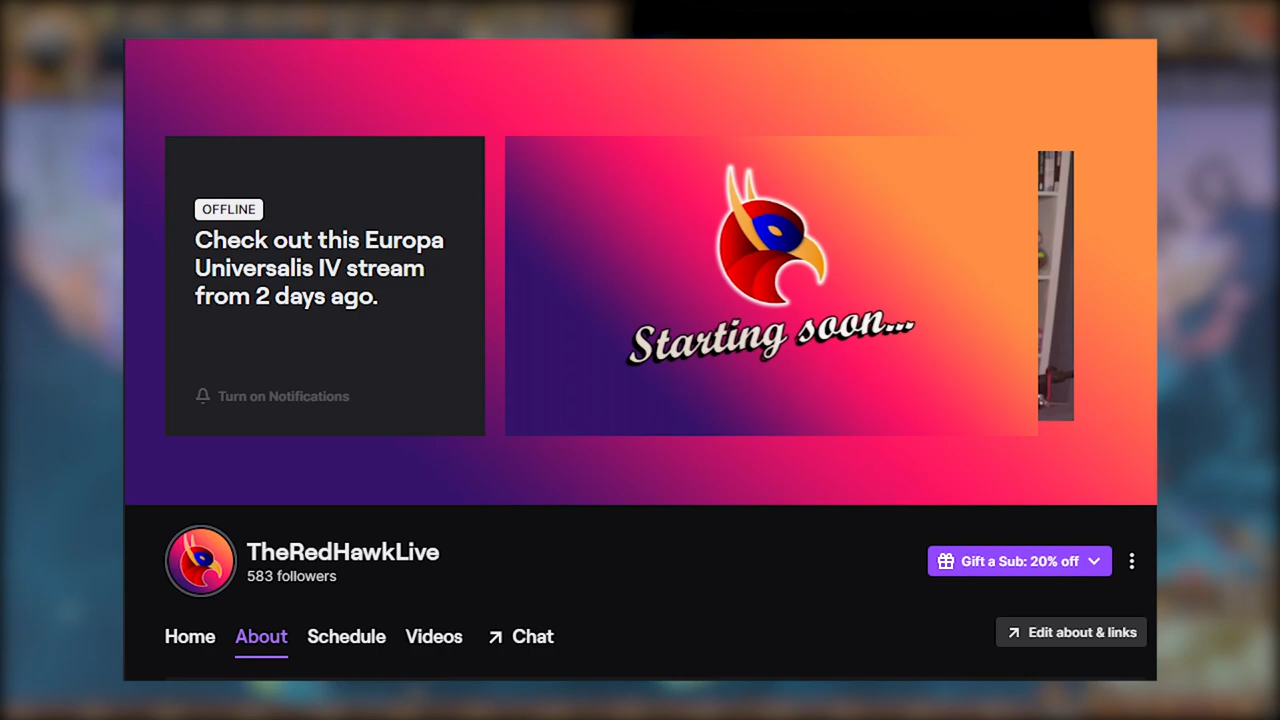 OFFLINE
Check out this Europa
Universalis IV stream
from 2 days ago.
Turn on Notifications
Starting soon...
TheRedHawkLive
583 followers
Gift a Sub: 20% off
Home About Schedule Videos Chat
Edit about & links